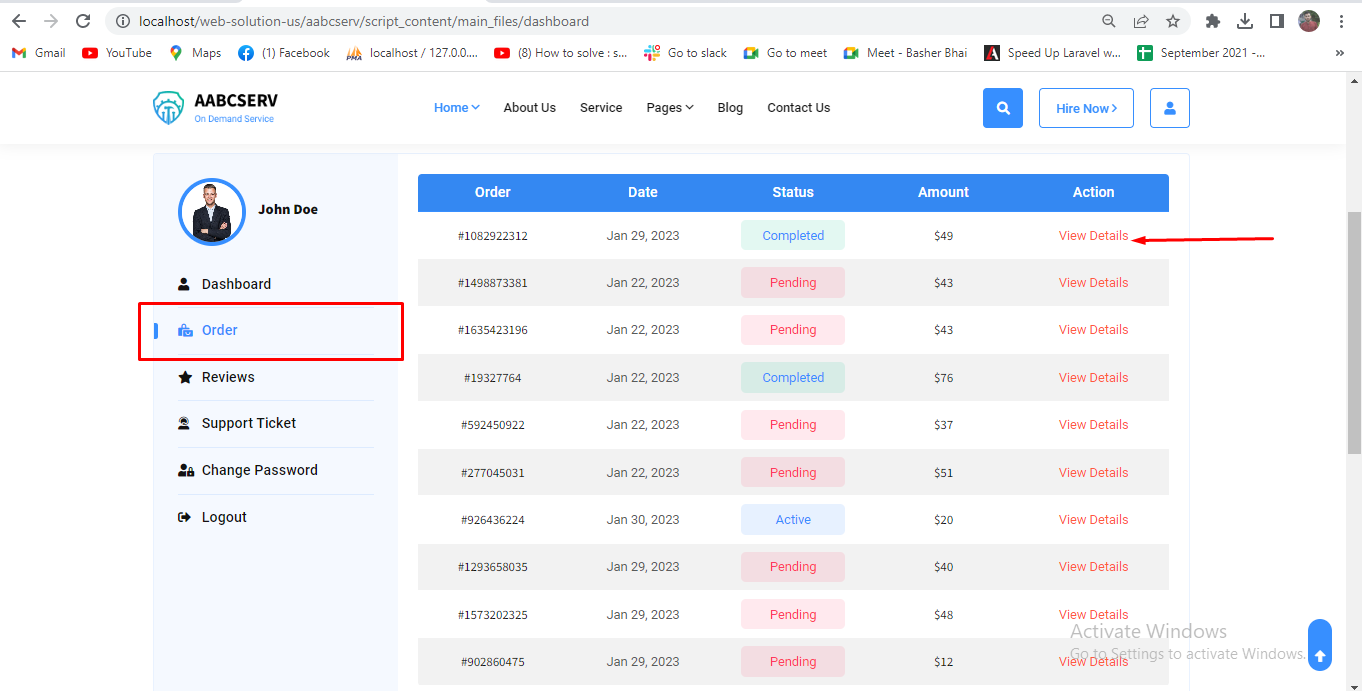 localhost/web-solution-us/aabcserv/script_content/main_files/dashboard
Gmail YouTube Maps (1) Facebook localhost / 127.0.0.... (8) How to solve : s... Go to slack Go to meet Meet - Basher Bhai Speed Up Laravel w... September 2021 -... »
AABCSERV
On Demand Service
Home About Us Service Pages Blog Contact Us Hire Now
John Doe
Dashboard
Order
Reviews
Support Ticket
Change Password
Logout
Order Date Status Amount Action
#1082922312 Jan 29, 2023 Completed $49 View Details
#1498873381 Jan 22, 2023 Pending $43 View Details
#1635423196 Jan 22, 2023 Pending $43 View Details
#19327764 Jan 22, 2023 Completed $76 View Details
#592450922 Jan 22, 2023 Pending $37 View Details
#277045031 Jan 22, 2023 Pending $51 View Details
#926436224 Jan 30, 2023 Active $20 View Details
#1293658035 Jan 29, 2023 Pending $40 View Details
#1573202325 Jan 29, 2023 Pending $48 View Details
#902860475 Jan 29, 2023 Pending $12 View Details
Activate Windows
Go to Settings to activate Windows.